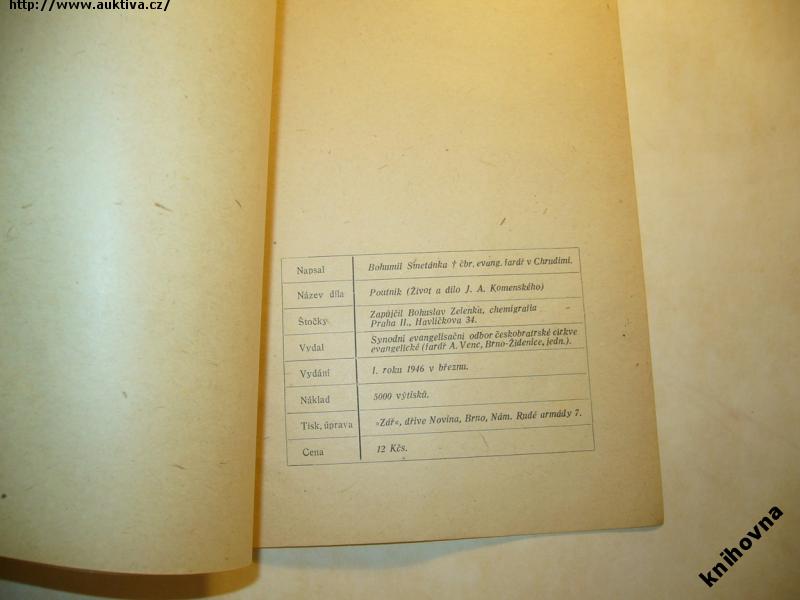 http://www.auktiva.cz/
Napsal Bohumil Smetánka † čbr. evang. farář v Chrudimi.
Název díla Poutník (Život a dílo J. A. Komenského)
Štočky Zapůjčil Bohuslav Zelenka, chemigrafia
Praha II., Havlíčkova 34.
Vydal Synodní evangelisační odbor českobratrské církve
evangelické (farář A. Venc, Brno-Židenice, jedn.).
Vydání 1. roku 1946 v březnu.
Náklad 5000 výtisků.
Tisk, úprava »Zář«, dříve Novina, Brno, Nám. Rudé armády 7.
Cena 12 Kčs.
knihovna